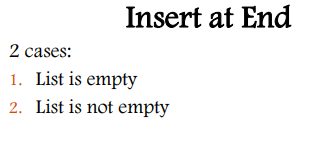 Insert at End
2 cases:
1. List is empty
2. List is not empty